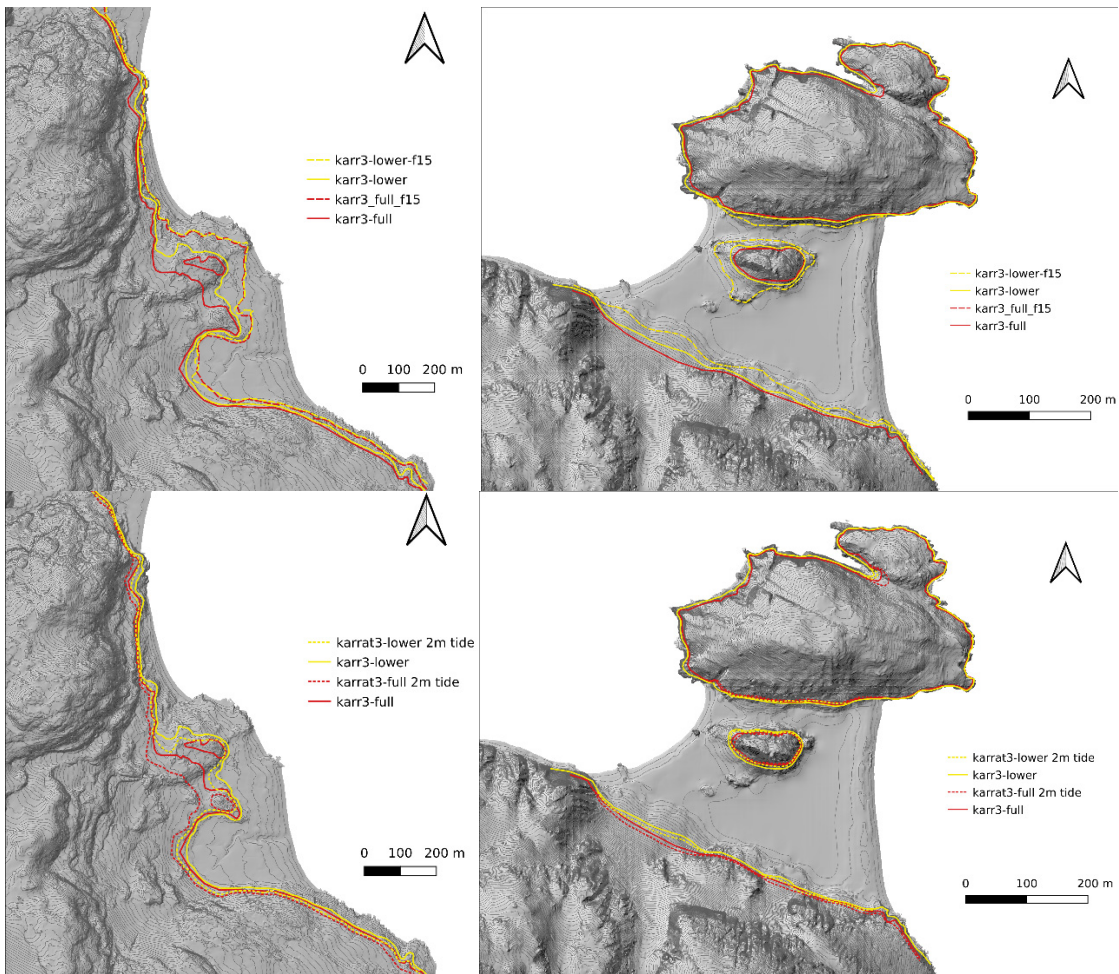 karr3-lower-f15
karr3-lower
karr3_full_f15
karr3-full
0 100 200 m
karr3-lower-f15
karr3-lower
karr3_full_f15
karr3-full
0 100 200 m
karrat3-lower 2m tide
karr3-lower
karrat3-full 2m tide
karr3-full
0 100 200 m
karrat3-lower 2m tide
karr3-lower
karrat3-full 2m tide
karr3-full
0 100 200 m